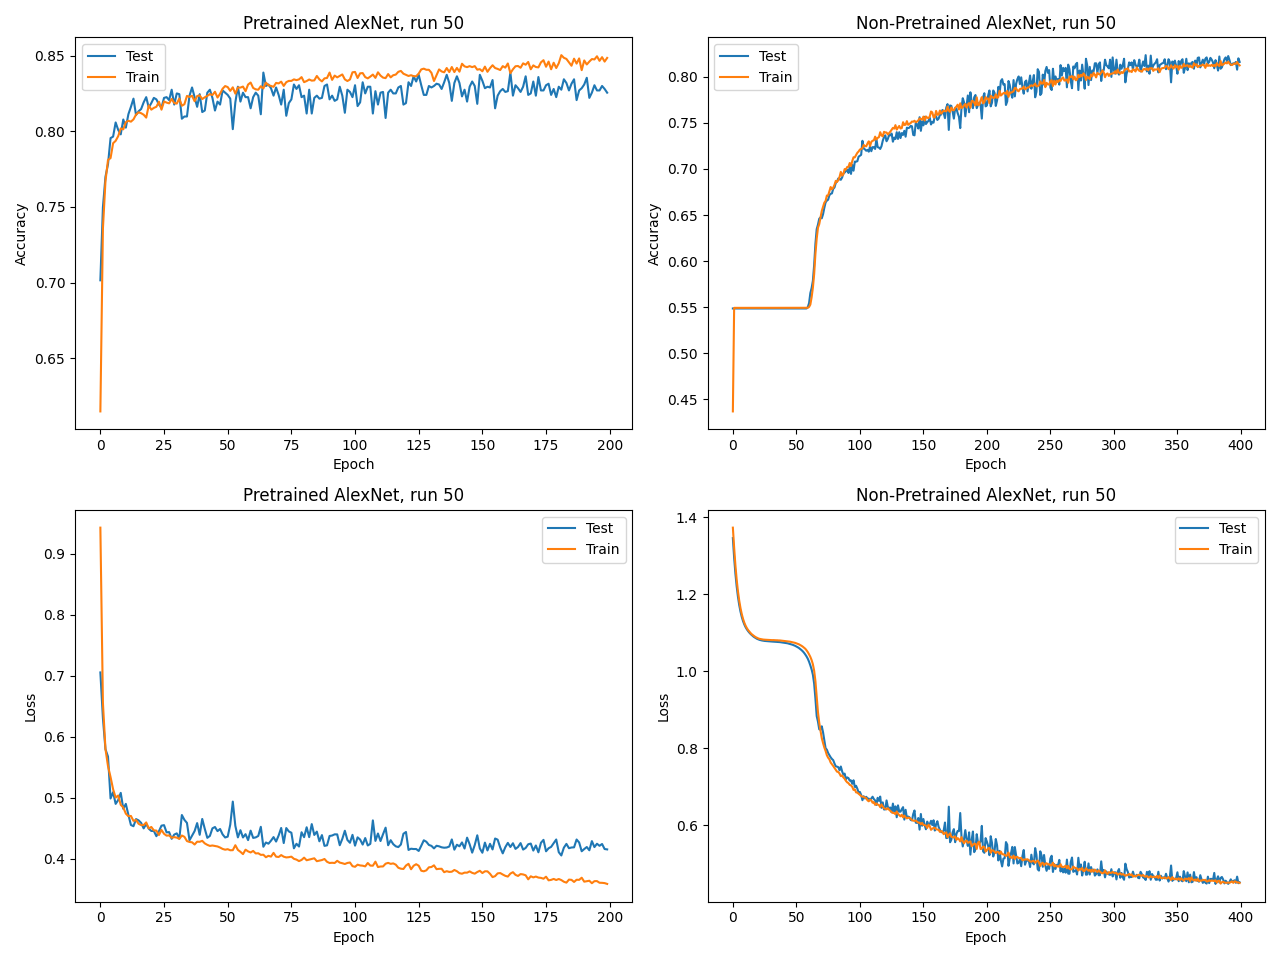 Pretrained AlexNet, run 50
0.85
0.80
0.75
0.70
0.65
Accuracy
Test
Train
0 25 50 75 100 125 150 175 200
Epoch
Non-Pretrained AlexNet, run 50
0.80
0.75
0.70
0.65
0.60
0.55
0.50
0.45
Accuracy
Test
Train
0 50 100 150 200 250 300 350 400
Epoch
Pretrained AlexNet, run 50
0.9
0.8
0.7
0.6
0.5
0.4
Loss
Test
Train
0 25 50 75 100 125 150 175 200
Epoch
Non-Pretrained AlexNet, run 50
1.4
1.2
1.0
0.8
0.6
Loss
Test
Train
0 50 100 150 200 250 300 350 400
Epoch